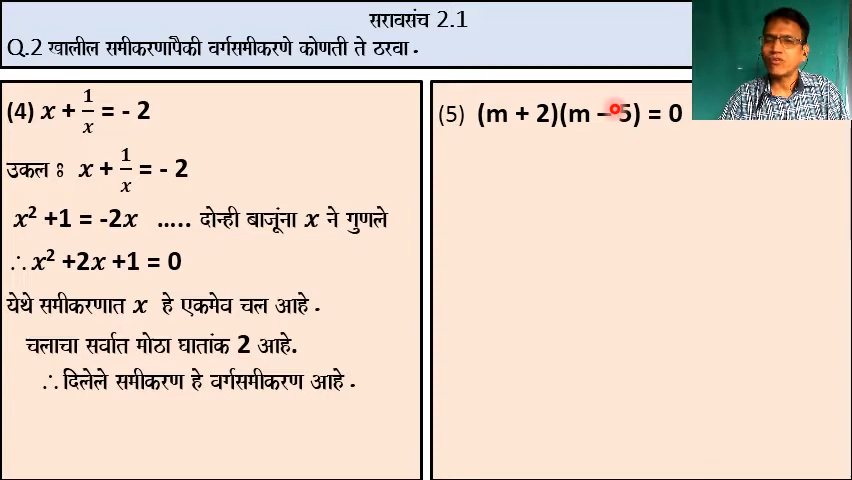 सरावसंच 2.1
Q.2 खालील समीकरणांपैकी वर्गसमीकरणे कोणती ते ठरवा .
(4) x + 1/x = - 2
उकल : x + 1/x = - 2
x² +1 = -2x ..... दोन्ही बाजूंना x ने गुणले
∴ x² +2x +1 = 0
येथे समीकरणात x हे एकमेव चल आहे .
चलाचा सर्वात मोठा घातांक 2 आहे.
∴ दिलेले समीकरण हे वर्गसमीकरण आहे .
(5) (m + 2)(m – 5) = 0